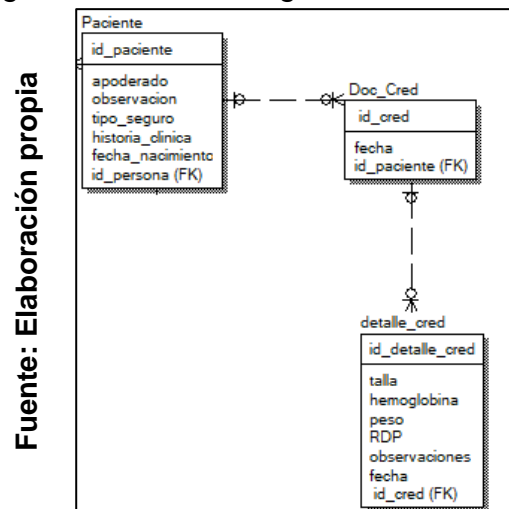 Paciente
id_paciente
apoderado
observacion
tipo_seguro
historia_clinica
fecha_nacimiento
id_persona (FK)
Doc_Cred
id_cred
fecha
id_paciente (FK)
detalle_cred
id_detalle_cred
talla
hemoglobina
peso
RDP
observaciones
fecha
id_cred (FK)
Fuente: Elaboración propia